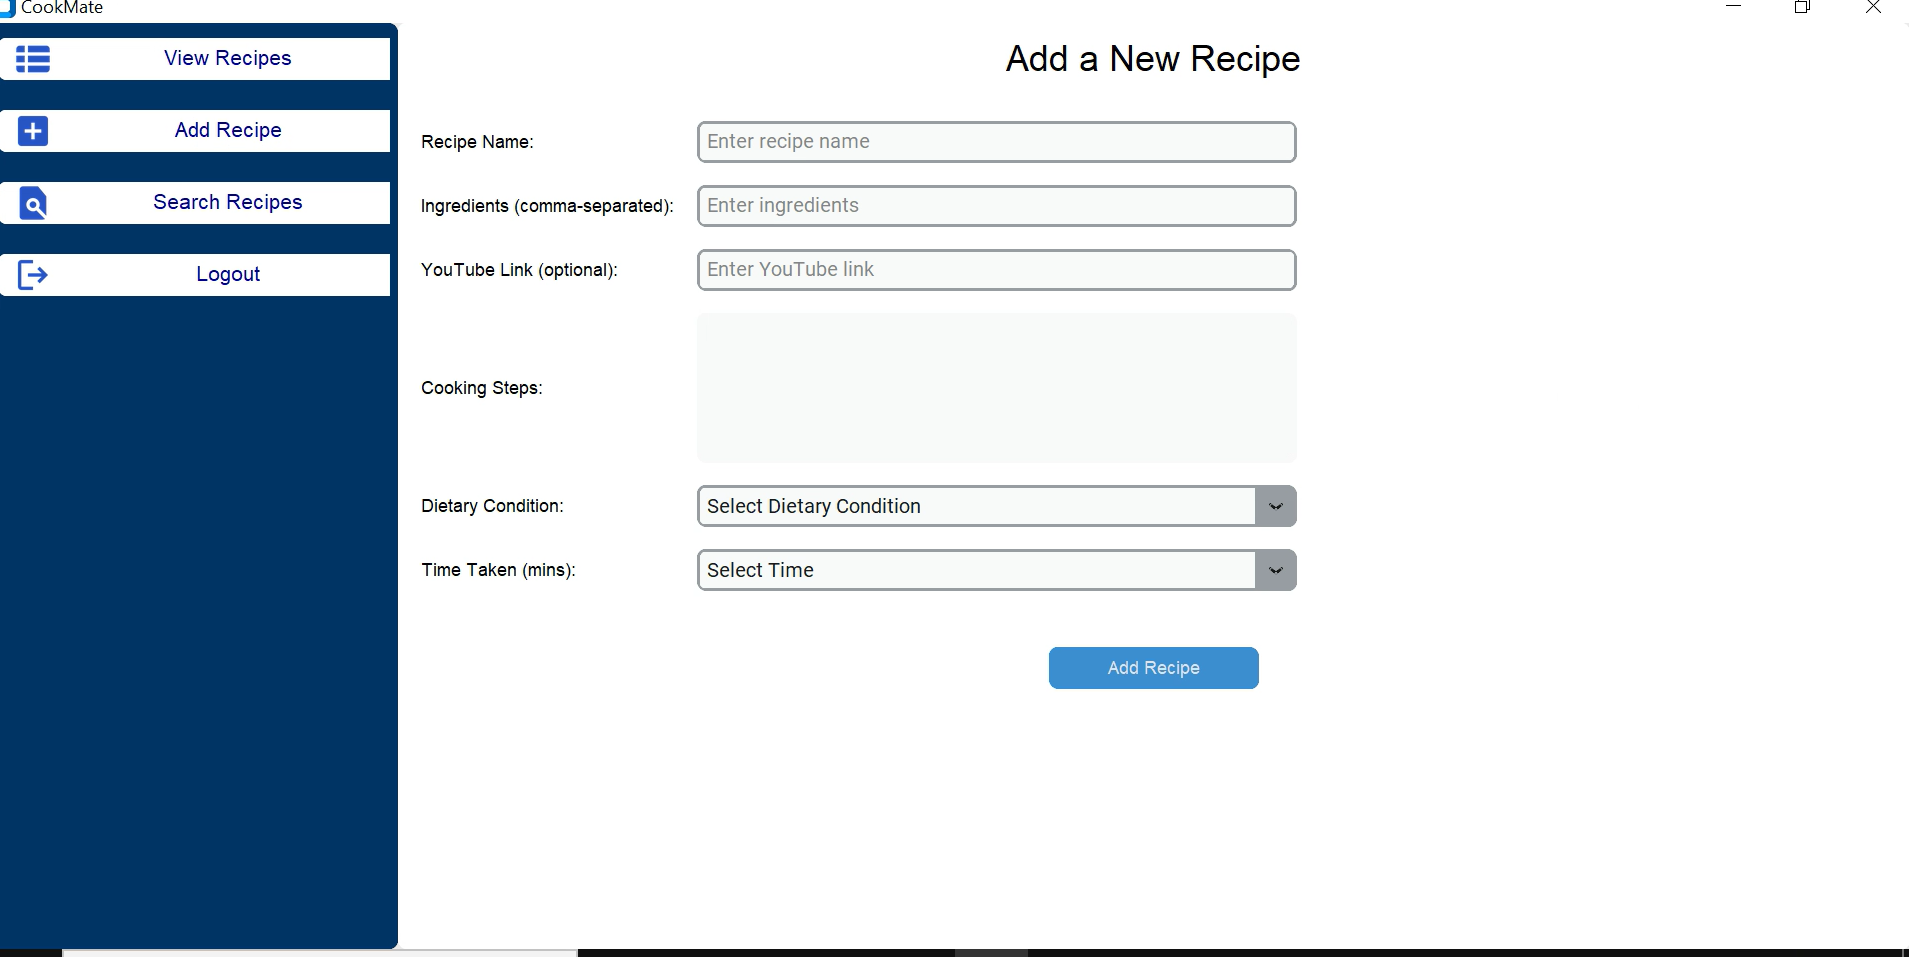 CookMate
View Recipes
Add Recipe
Search Recipes
Logout
Add a New Recipe
Recipe Name:
Enter recipe name
Ingredients (comma-separated):
Enter ingredients
YouTube Link (optional):
Enter YouTube link
Cooking Steps:
Dietary Condition:
Select Dietary Condition
Time Taken (mins):
Select Time
Add Recipe